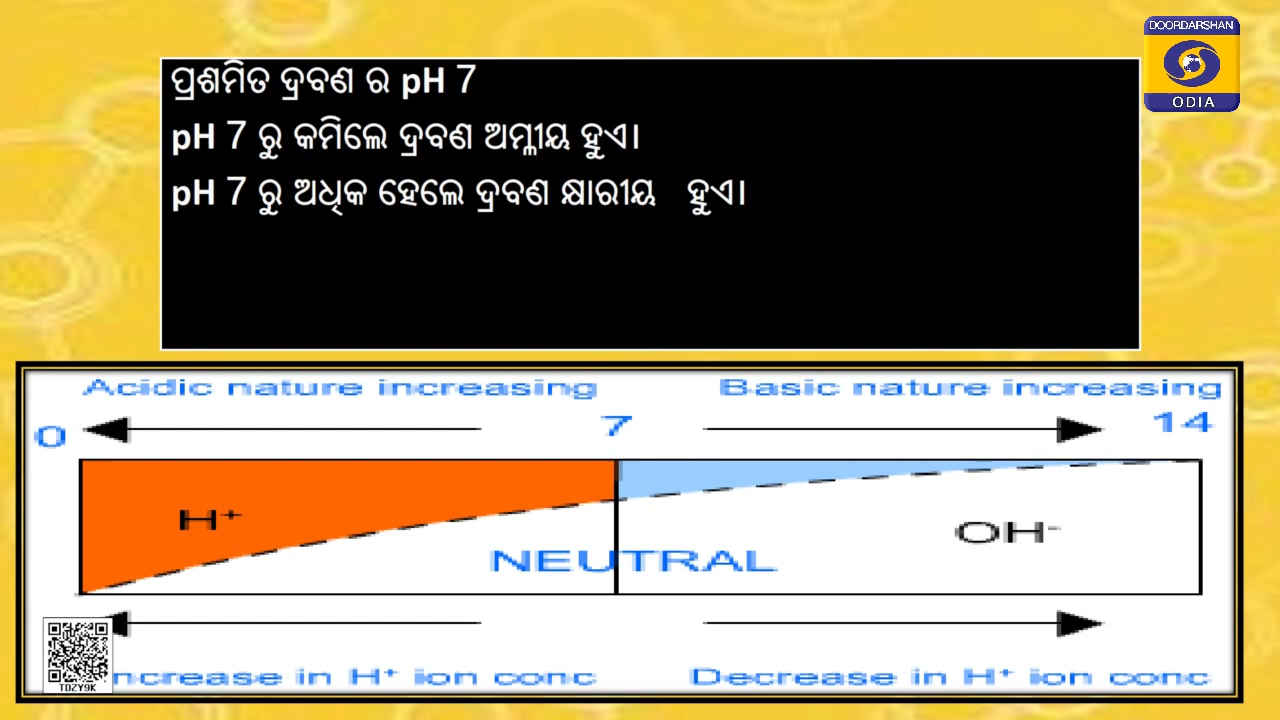 DOORDARSHAN
ODIA
ପ୍ରଶମିତ ଦ୍ରବଣ ର pH 7
pH 7 ରୁ କମିଲେ ଦ୍ରବଣ ଅମ୍ଳୀୟ ହୁଏ।
pH 7 ରୁ ଅଧିକ ହେଲେ ଦ୍ରବଣ କ୍ଷାରୀୟ ହୁଏ।
Acidic nature increasing Basic nature increasing
0 7 14
H⁺
OH⁻
NEUTRAL
ncrease in H⁺ ion conc Decrease in H⁺ ion conc
TDZY9K